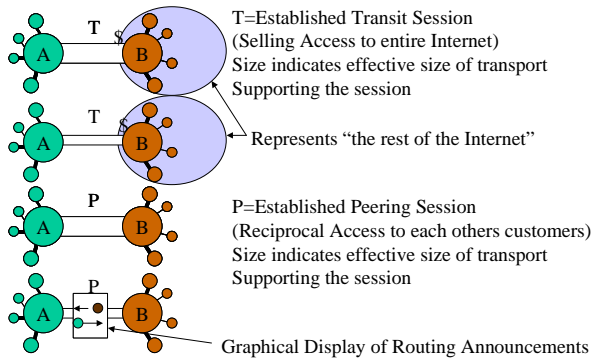 T
$
A
B
T=Established Transit Session
(Selling Access to entire Internet)
Size indicates effective size of transport
Supporting the session
T
$
A
B
Represents “the rest of the Internet”
P
A
B
P=Established Peering Session
(Reciprocal Access to each others customers)
Size indicates effective size of transport
Supporting the session
P
A
B
Graphical Display of Routing Announcements